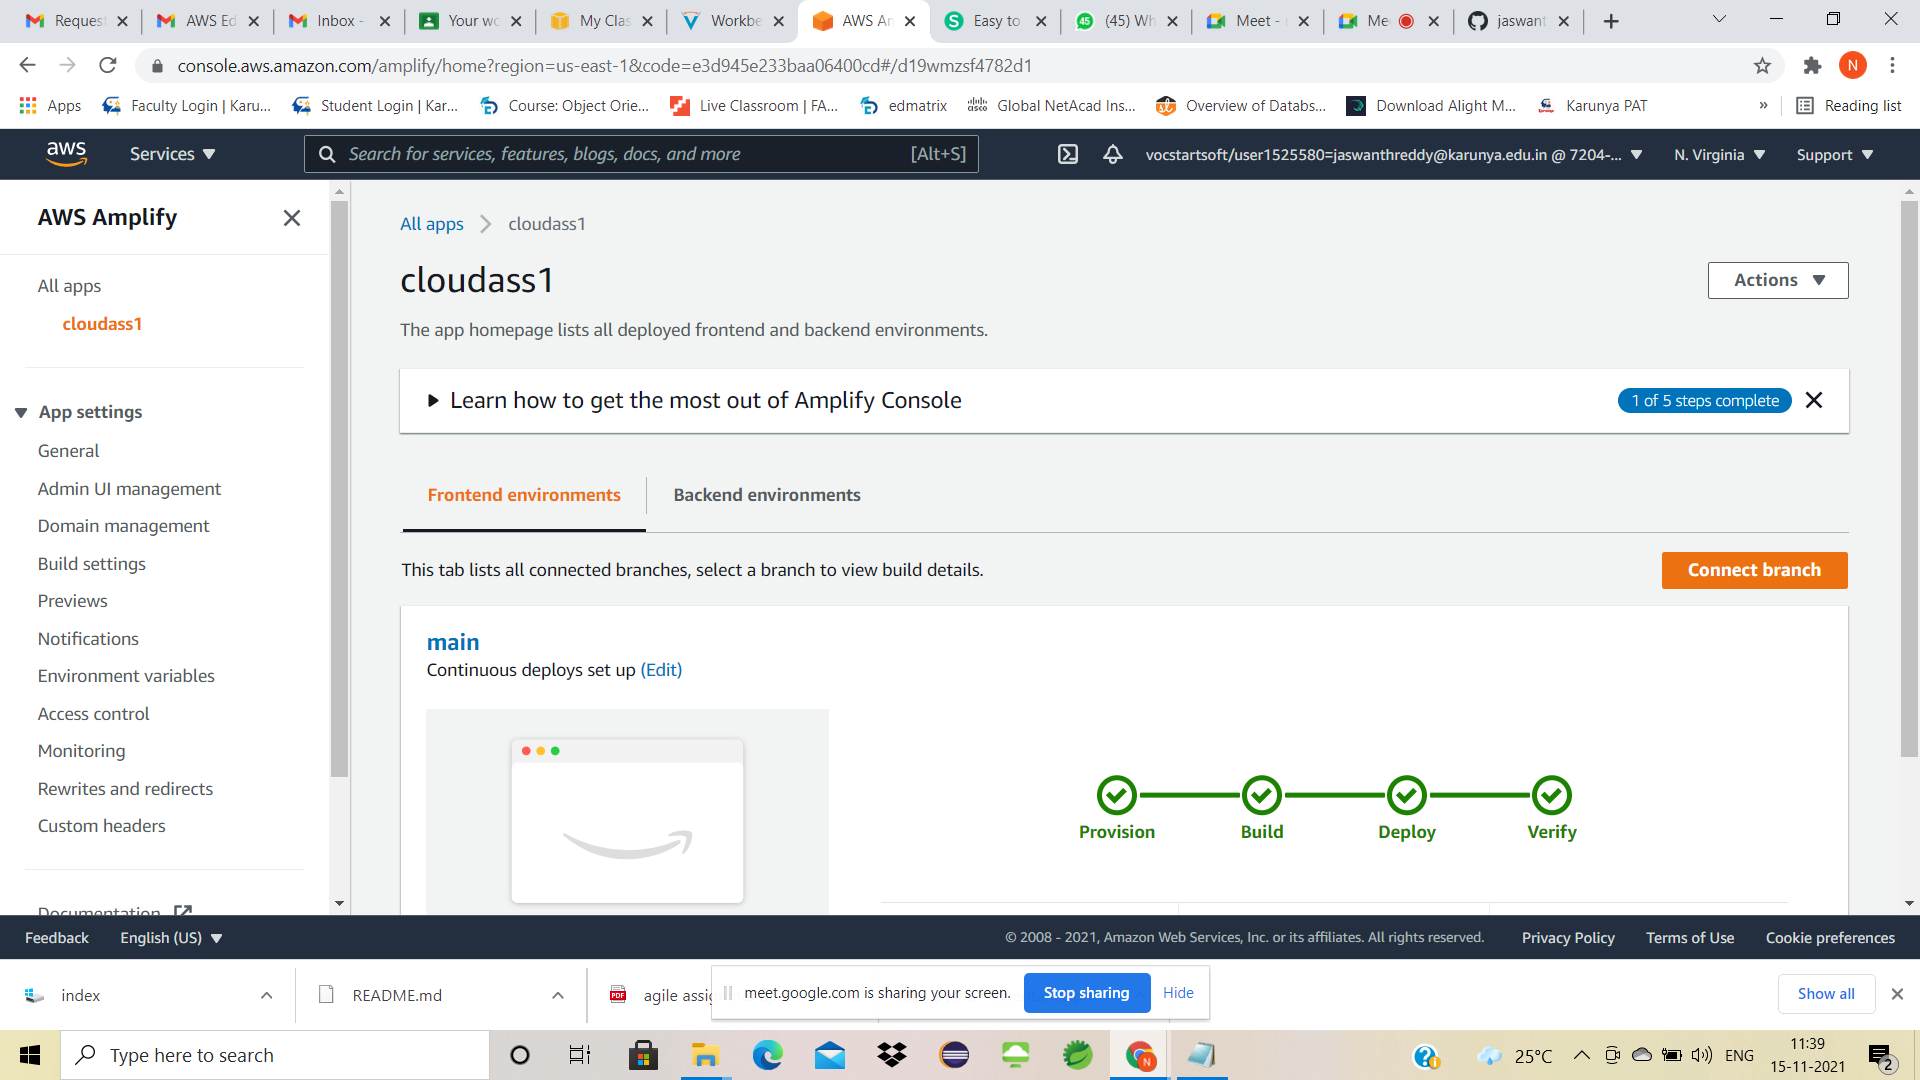 Request
AWS Ed
Inbox -
Your wo
My Clas
Workbe
AWS Am
Easy to
(45) Wh
Meet -
Me
jaswant
console.aws.amazon.com/amplify/home?region=us-east-1&code=e3d945e233baa06400cd#/d19wmzsf4782d1
N
Apps
Faculty Login | Karu...
Student Login | Kar...
Course: Object Orie...
Live Classroom | FA...
edmatrix
Global NetAcad Ins...
Overview of Databs...
Download Alight M...
Karunya PAT
»
Reading list
aws
Services
Search for services, features, blogs, docs, and more
[Alt+S]
vocstartsoft/user1525580=jaswanthreddy@karunya.edu.in @ 7204-...
N. Virginia
Support
AWS Amplify
All apps
cloudass1
App settings
General
Admin UI management
Domain management
Build settings
Previews
Notifications
Environment variables
Access control
Monitoring
Rewrites and redirects
Custom headers
Documentation
All apps
cloudass1
cloudass1
Actions
The app homepage lists all deployed frontend and backend environments.
Learn how to get the most out of Amplify Console
1 of 5 steps complete
Frontend environments
Backend environments
This tab lists all connected branches, select a branch to view build details.
Connect branch
main
Continuous deploys set up (Edit)
Provision
Build
Deploy
Verify
Feedback
English (US)
© 2008 - 2021, Amazon Web Services, Inc. or its affiliates. All rights reserved.
Privacy Policy
Terms of Use
Cookie preferences
index
README.md
agile assig
meet.google.com is sharing your screen.
Stop sharing
Hide
Show all
Type here to search
25°C
ENG
11:39
15-11-2021
2